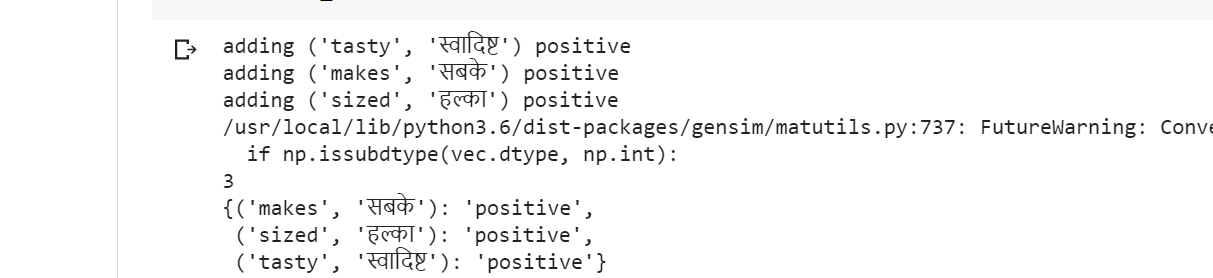 adding ('tasty', 'स्वादिष्ट') positive
adding ('makes', 'सबके') positive
adding ('sized', 'हल्का') positive
/usr/local/lib/python3.6/dist-packages/gensim/matutils.py:737: FutureWarning: Conve
if np.issubdtype(vec.dtype, np.int):
3
{('makes', 'सबके'): 'positive',
('sized', 'हल्का'): 'positive',
('tasty', 'स्वादिष्ट'): 'positive'}